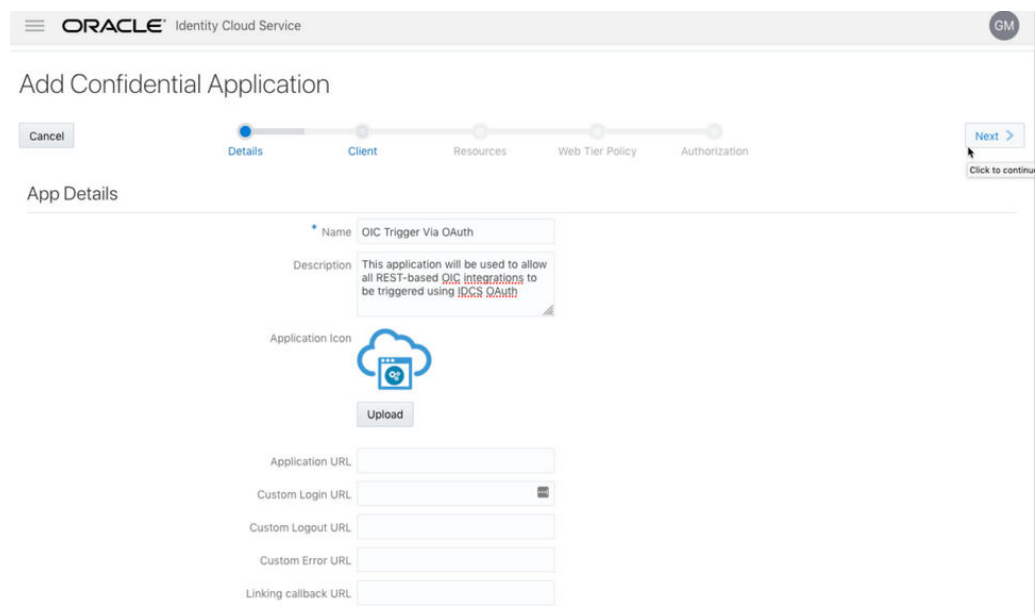 ORACLE® Identity Cloud Service
GM
Add Confidential Application
Cancel
Next >
Details
Client
Resources
Web Tier Policy
Authorization
Click to continue
App Details
* Name OIC Trigger Via OAuth
Description This application will be used to allow
all REST-based OIC integrations to
be triggered using IDCS OAuth
Application Icon
Upload
Application URL
Custom Login URL
Custom Logout URL
Custom Error URL
Linking callback URL